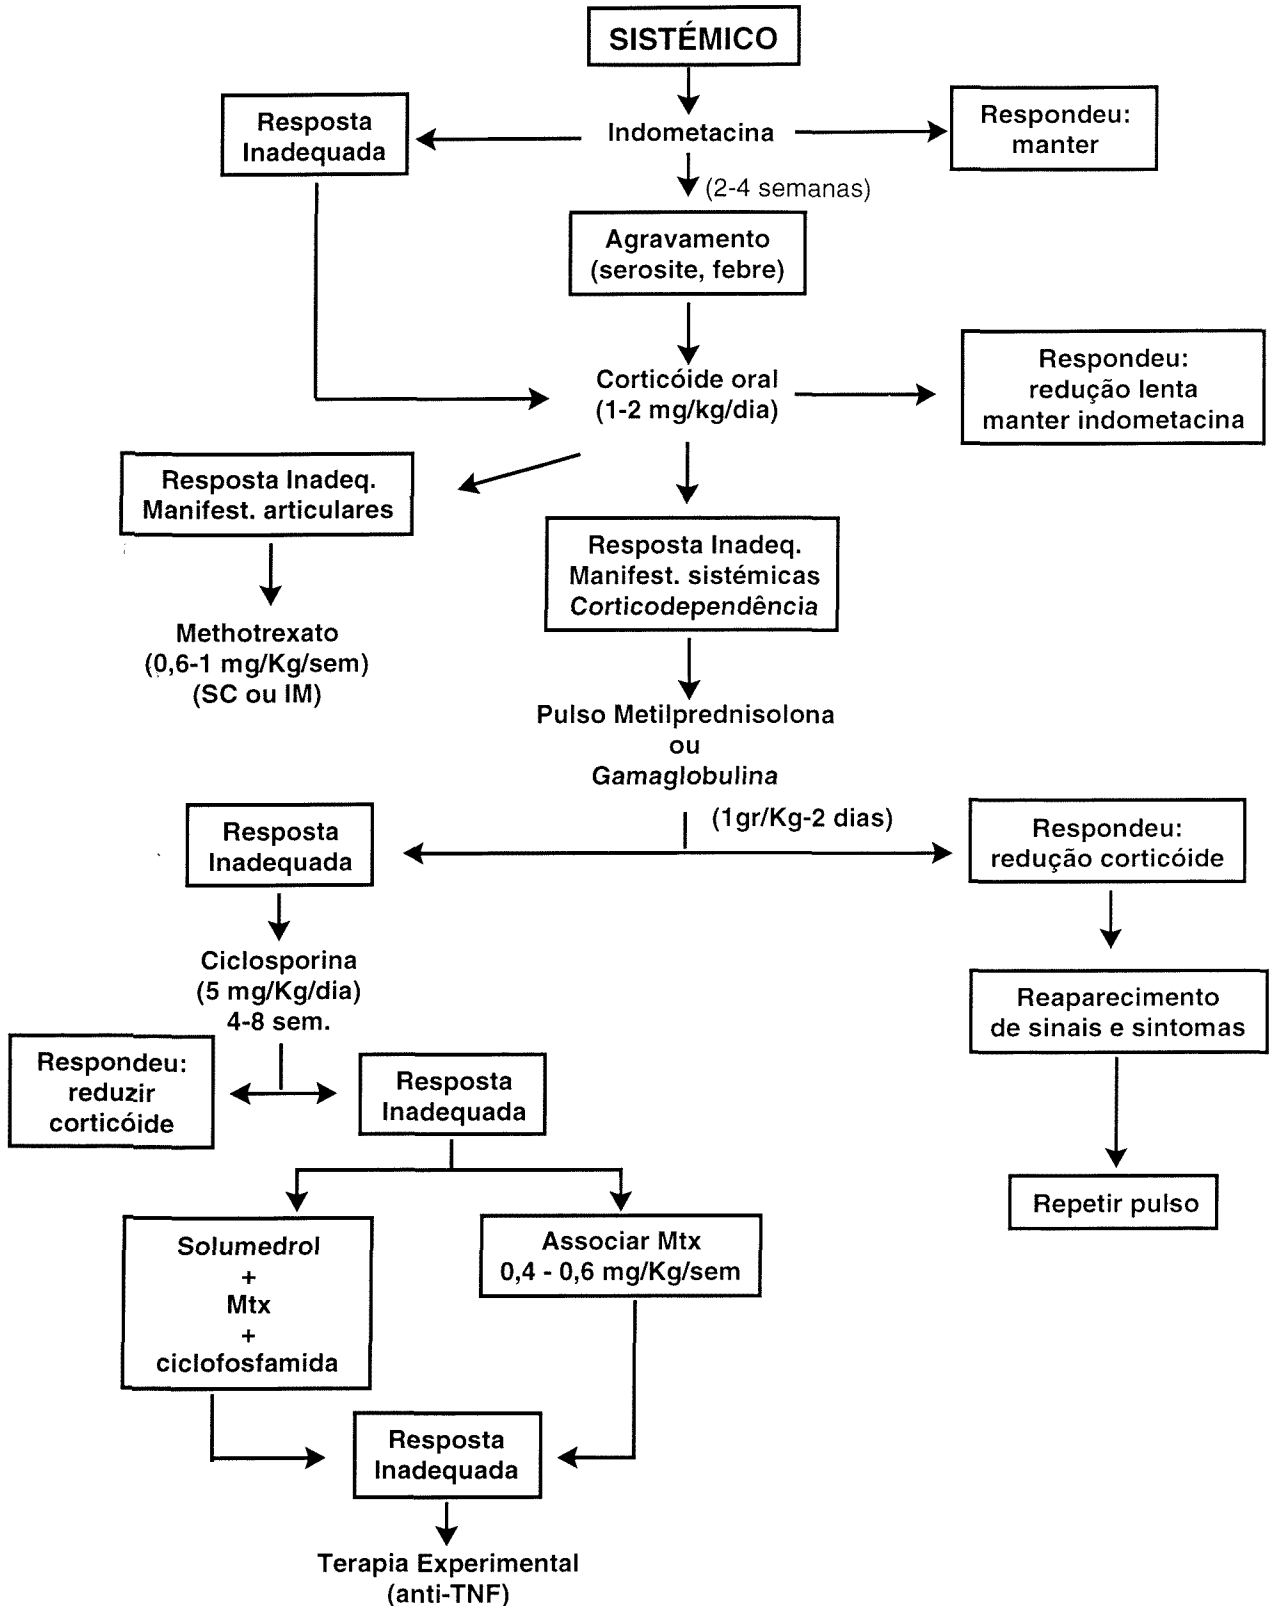 SISTÉMICO
Resposta
Inadequada
Indometacina
Respondeu:
manter
(2-4 semanas)
Agravamento
(serosite, febre)
Corticóide oral
(1-2 mg/kg/dia)
Respondeu:
redução lenta
manter indometacina
Resposta Inadeq.
Manifest. articulares
Resposta Inadeq.
Manifest. sistémicas
Corticodependência
Methotrexato
(0,6-1 mg/Kg/sem)
(SC ou IM)
Pulso Metilprednisolona
ou
Gamaglobulina
(1gr/Kg-2 dias)
Resposta
Inadequada
Respondeu:
redução corticóide
Ciclosporina
(5 mg/Kg/dia)
4-8 sem.
Reaparecimento
de sinais e sintomas
Respondeu:
reduzir
corticóide
Resposta
Inadequada
Repetir pulso
Solumedrol
+
Mtx
+
ciclofosfamida
Associar Mtx
0,4 - 0,6 mg/Kg/sem
Resposta
Inadequada
Terapia Experimental
(anti-TNF)